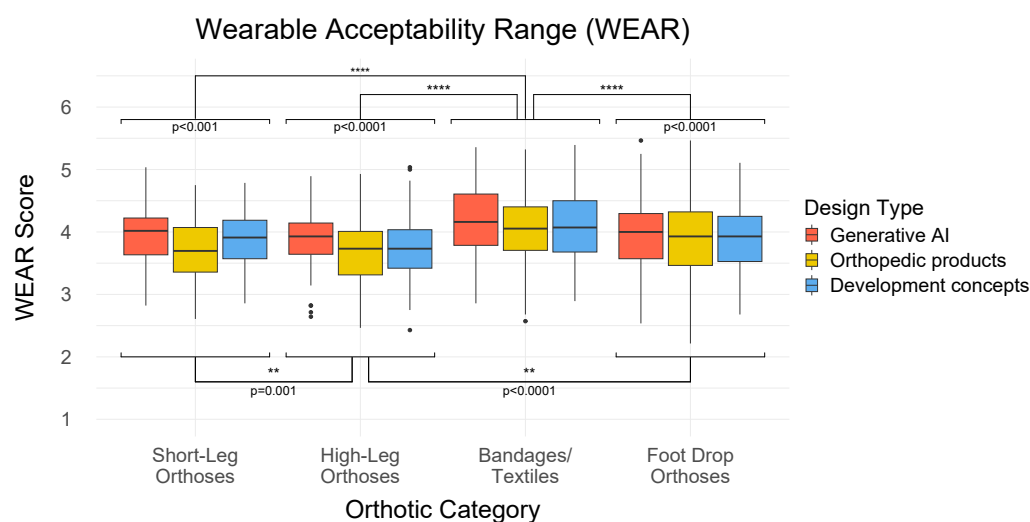 Wearable Acceptability Range (WEAR)
****
**** ****
p<0.001 p<0.0001 p<0.0001
6
5
4
3
2
1
WEAR Score
** **
p=0.001 p<0.0001
Short-Leg
Orthoses
High-Leg
Orthoses
Bandages/
Textiles
Foot Drop
Orthoses
Orthotic Category
Design Type
Generative AI
Orthopedic products
Development concepts